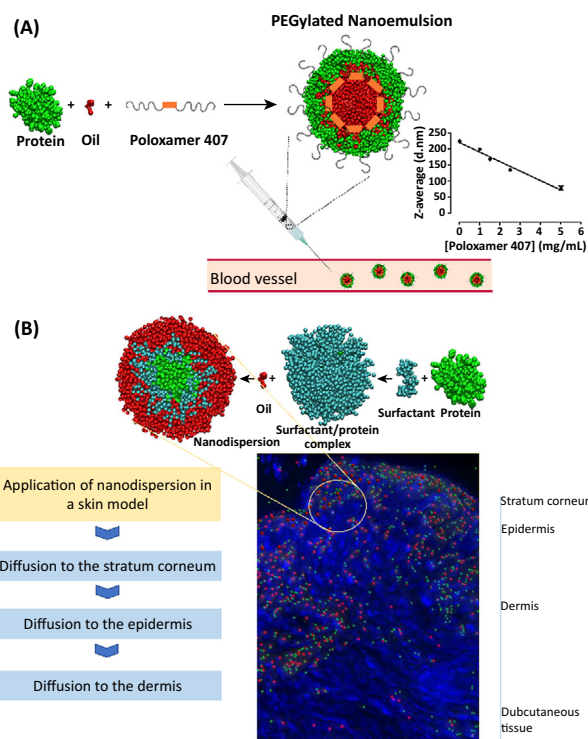 (A)
PEGylated Nanoemulsion
Protein
+
Oil
+
Poloxamer 407
Z-average (d.nm)
250
200
150
100
50
0
0 1 2 3 4 5 6
[Poloxamer 407] (mg/mL)
Blood vessel
(B)
Nanodispersion
Oil
+
Surfactant/protein
complex
Surfactant
+
Protein
Application of nanodispersion in
a skin model
Diffusion to the stratum corneum
Diffusion to the epidermis
Diffusion to the dermis
Stratum corneum
Epidermis
Dermis
Dubcutaneous
tissue